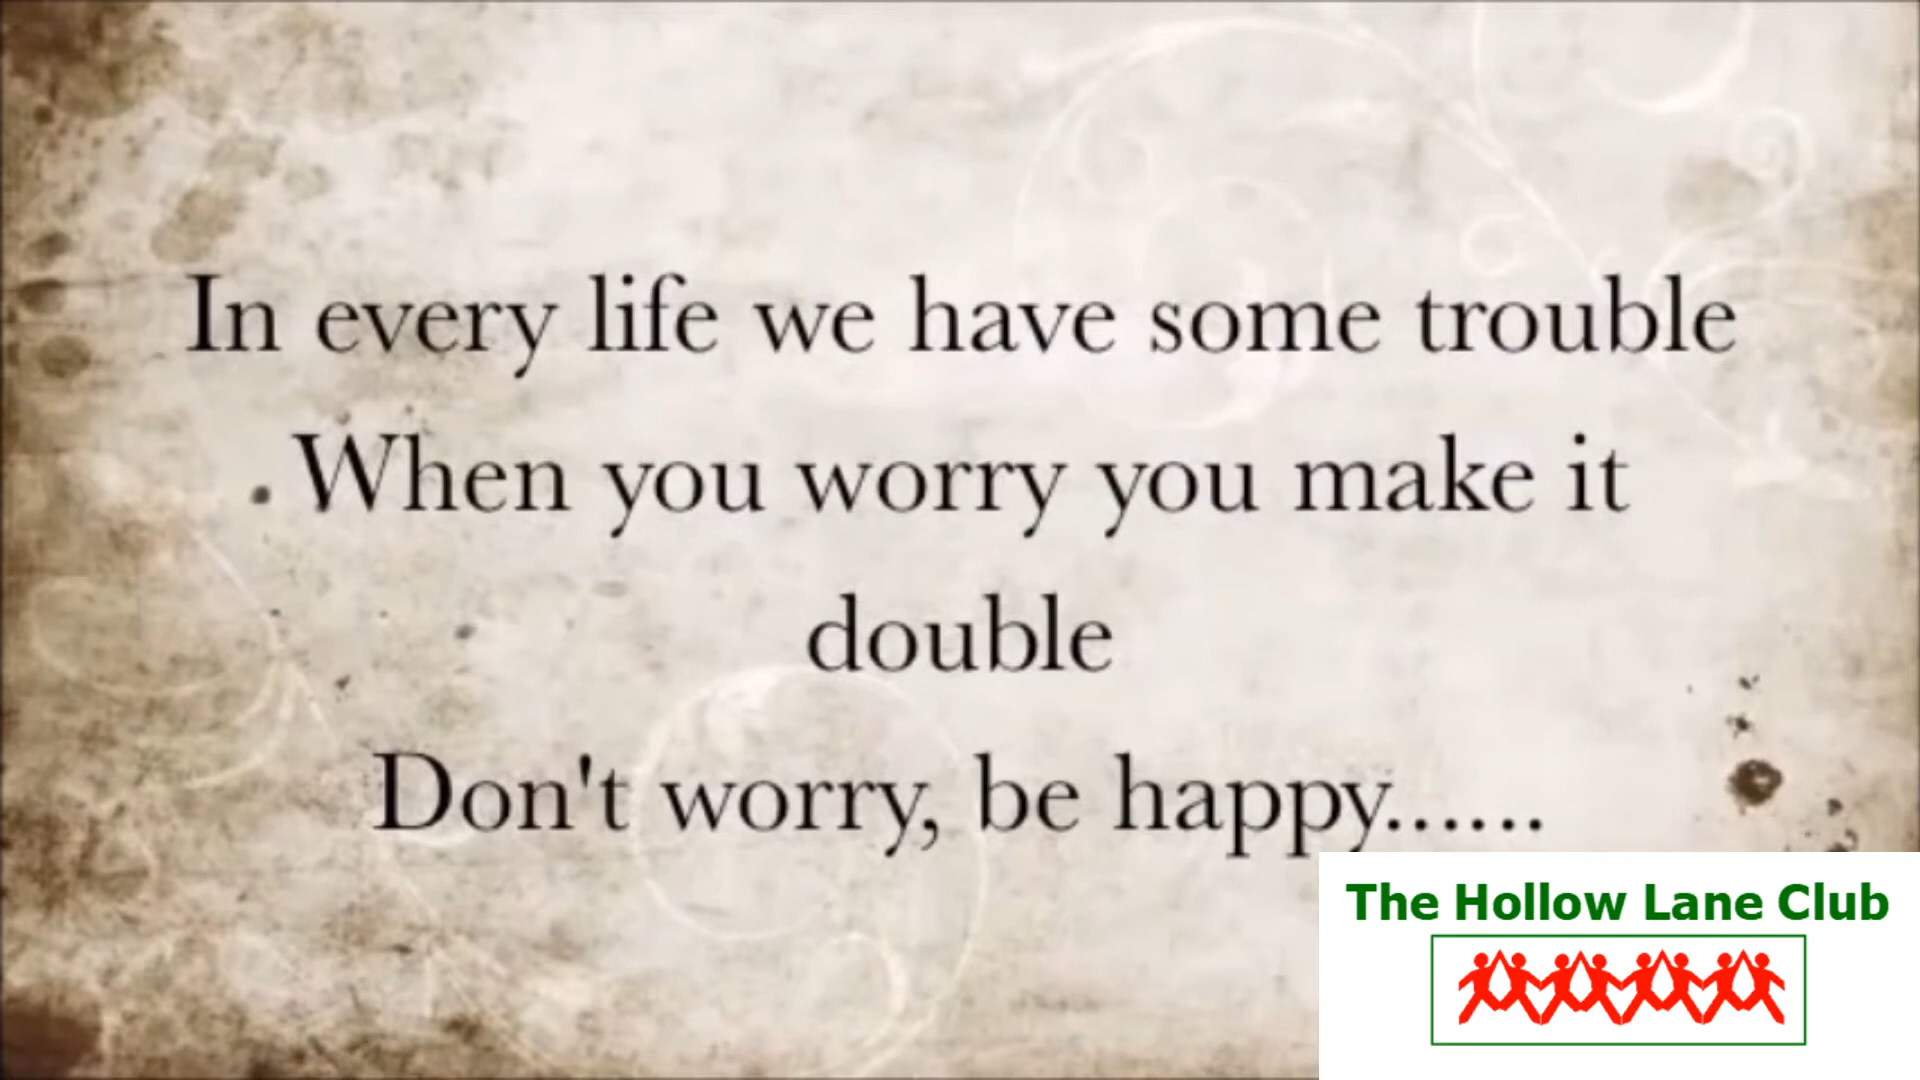 In every life we have some trouble
When you worry you make it
double
Don't worry, be happy......
The Hollow Lane Club